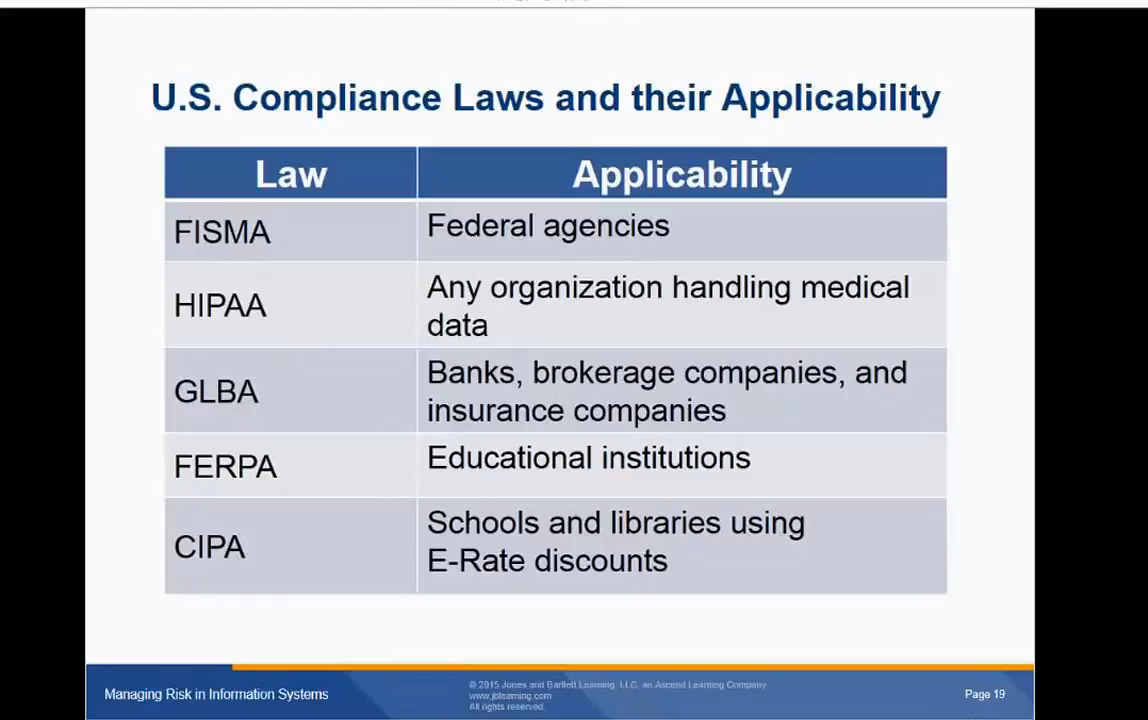 U.S. Compliance Laws and their Applicability
Law
Applicability
FISMA
Federal agencies
HIPAA
Any organization handling medical
data
GLBA
Banks, brokerage companies, and
insurance companies
FERPA
Educational institutions
CIPA
Schools and libraries using
E-Rate discounts
Managing Risk in Information Systems
© 2015 Jones and Bartlett Learning, LLC, an Ascend Learning Company
www.jblearning.com
All rights reserved.
Page 19